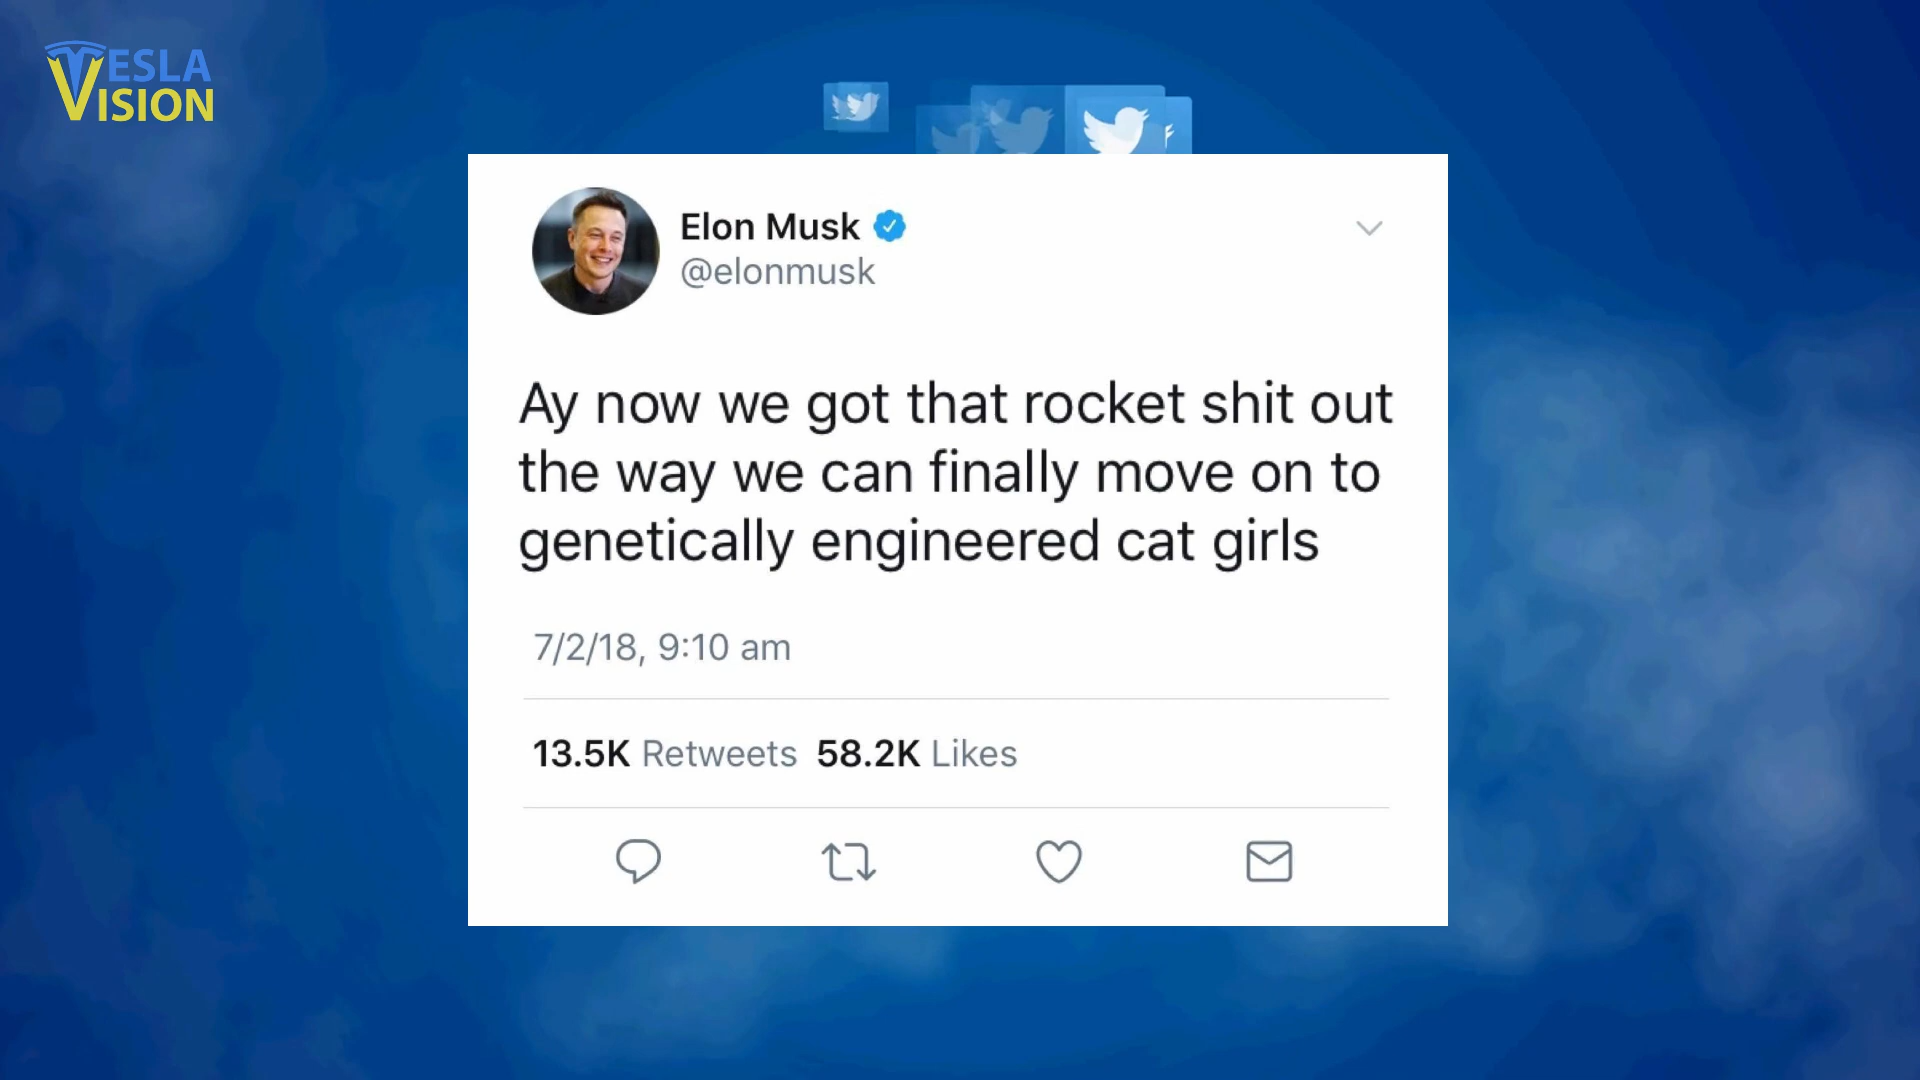 TESLA
VISION
Elon Musk
@elonmusk
Ay now we got that rocket shit out
the way we can finally move on to
genetically engineered cat girls
7/2/18, 9:10 am
13.5K Retweets 58.2K Likes